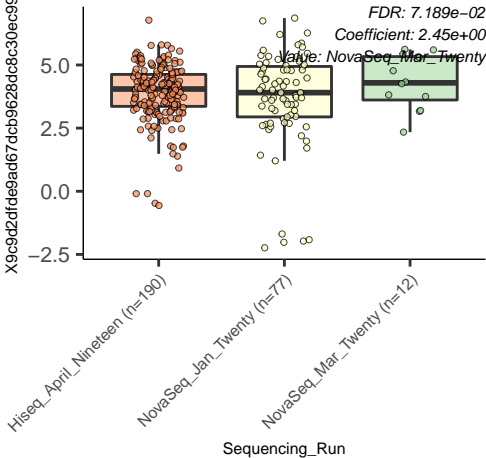 FDR: 7.189e−02
Coefficient: 2.45e+00
Value: NovaSeq_Mar_Twenty
5.0
2.5
0.0
−2.5
Hiseq_April_Nineteen (n=190)
NovaSeq_Jan_Twenty (n=77)
NovaSeq_Mar_Twenty (n=12)
Sequencing_Run